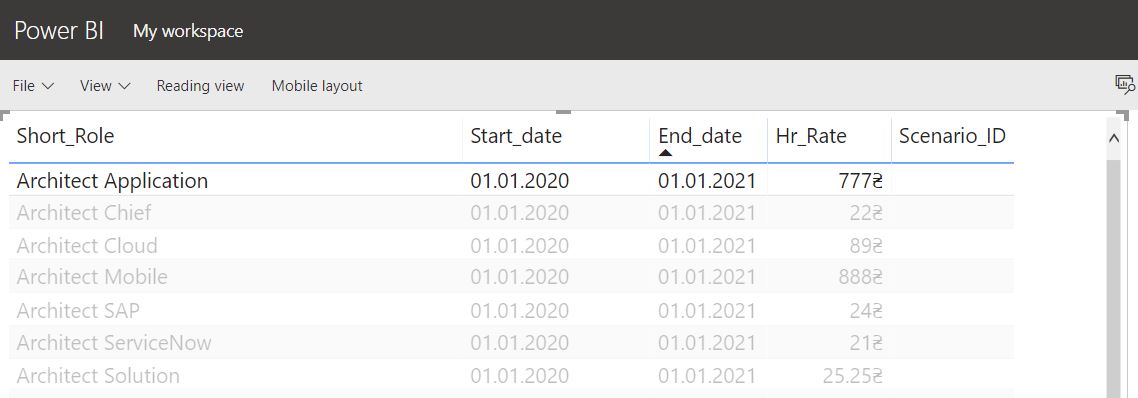 Power BI My workspace
File View Reading view Mobile layout
Short_Role Start_date End_date Hr_Rate Scenario_ID
Architect Application 01.01.2020 01.01.2021 777₴
Architect Chief 01.01.2020 01.01.2021 22₴
Architect Cloud 01.01.2020 01.01.2021 89₴
Architect Mobile 01.01.2020 01.01.2021 888₴
Architect SAP 01.01.2020 01.01.2021 24₴
Architect ServiceNow 01.01.2020 01.01.2021 21₴
Architect Solution 01.01.2020 01.01.2021 25.25₴